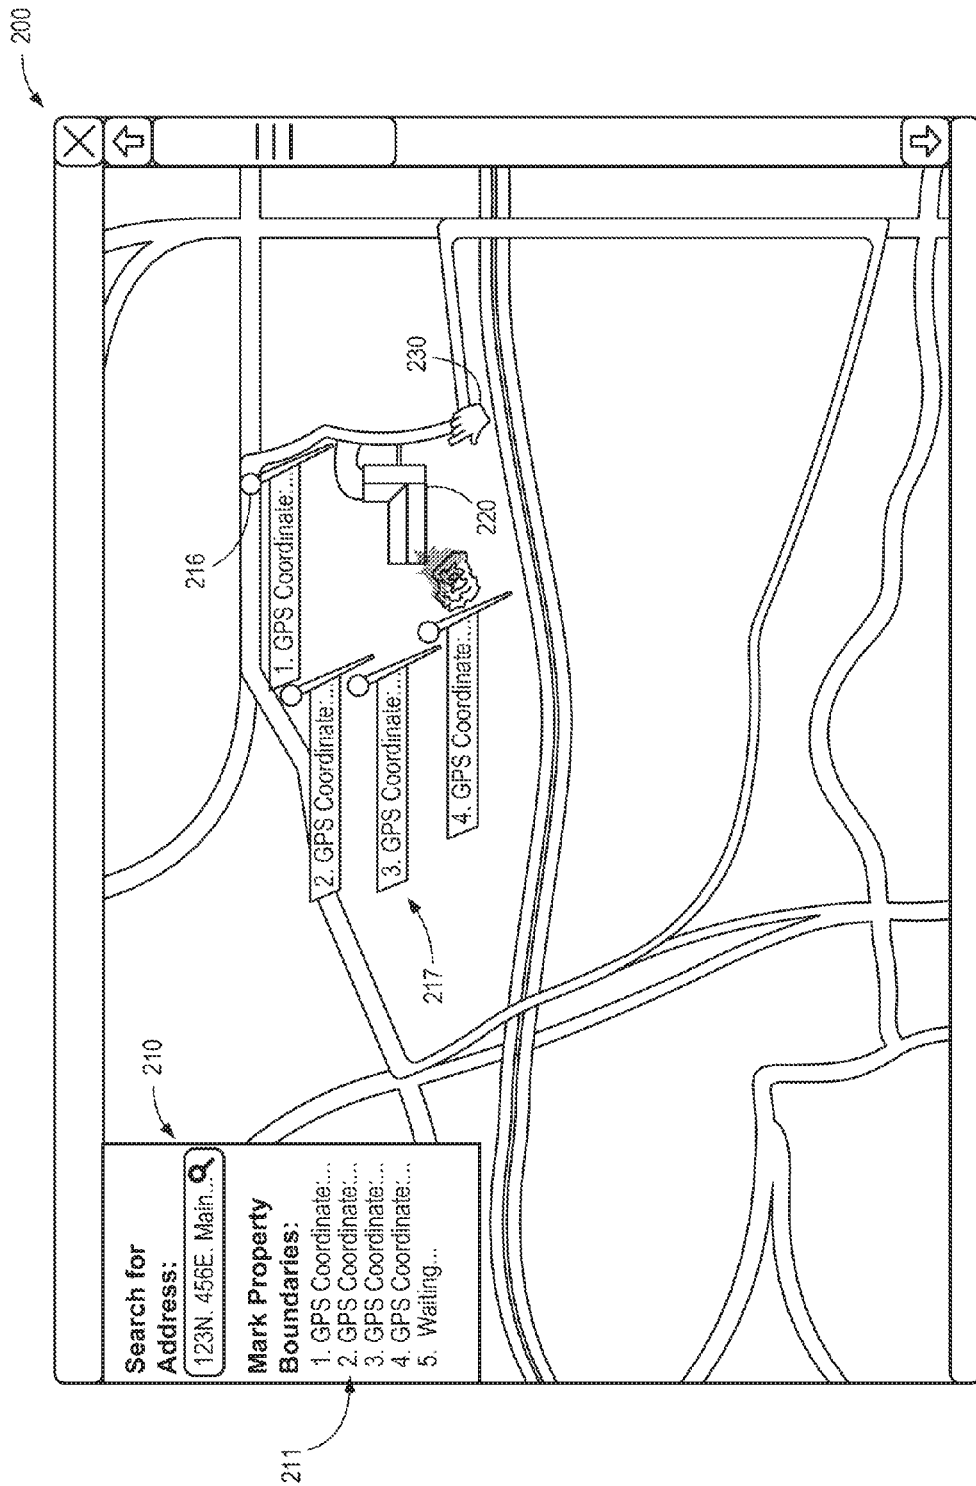 200
210
Search for
Address:
123N. 456E. Main...
Mark Property
Boundaries:
1. GPS Coordinate:...
2. GPS Coordinate:...
3. GPS Coordinate:...
4. GPS Coordinate:...
5. Waiting...
211
216
1. GPS Coordinate:...
2. GPS Coordinate:...
3. GPS Coordinate:...
4. GPS Coordinate:...
217
220
230